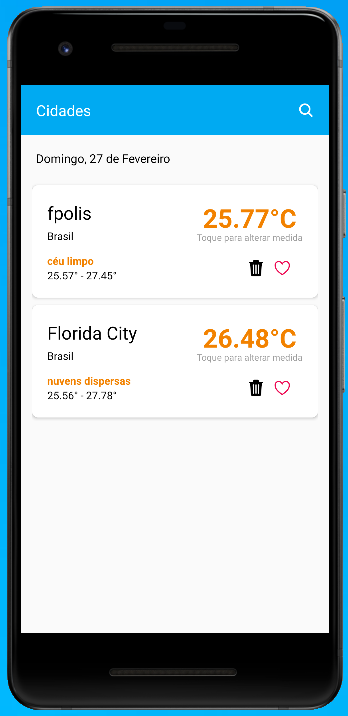 Cidades
Domingo, 27 de Fevereiro
fpolis
25.77°C
Brasil
Toque para alterar medida
céu limpo
25.57° - 27.45°
Florida City
26.48°C
Brasil
Toque para alterar medida
nuvens dispersas
25.56° - 27.78°